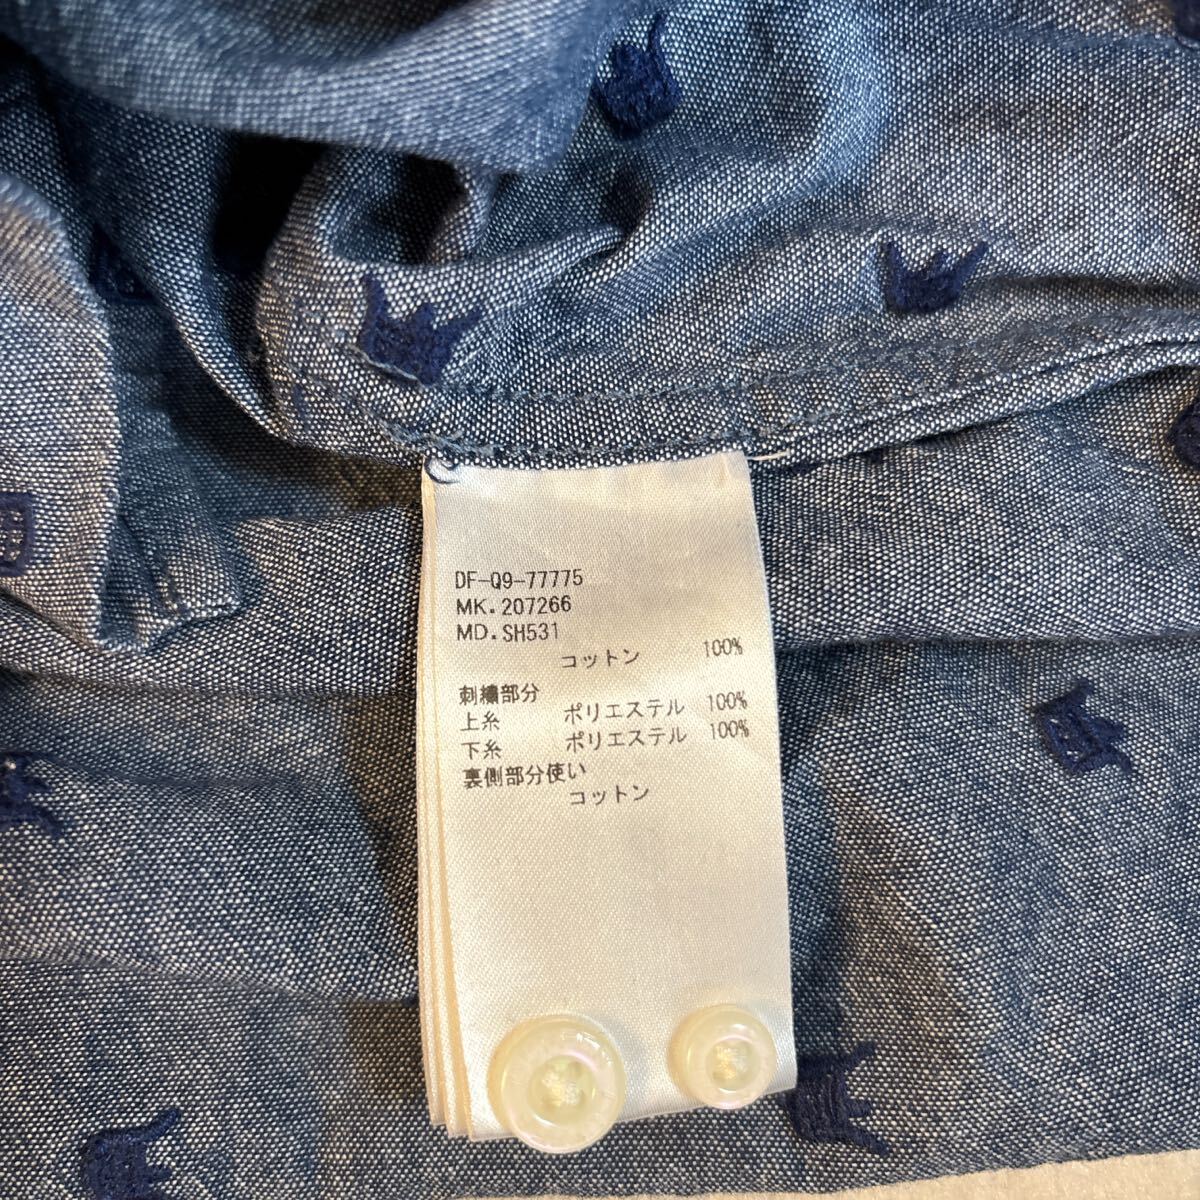 DF-Q9-77775
MK.207266
MD.SH531
コットン 100%
刺繍部分
上糸 ポリエステル 100%
下糸 ポリエステル 100%
裏側部分使い
コットン